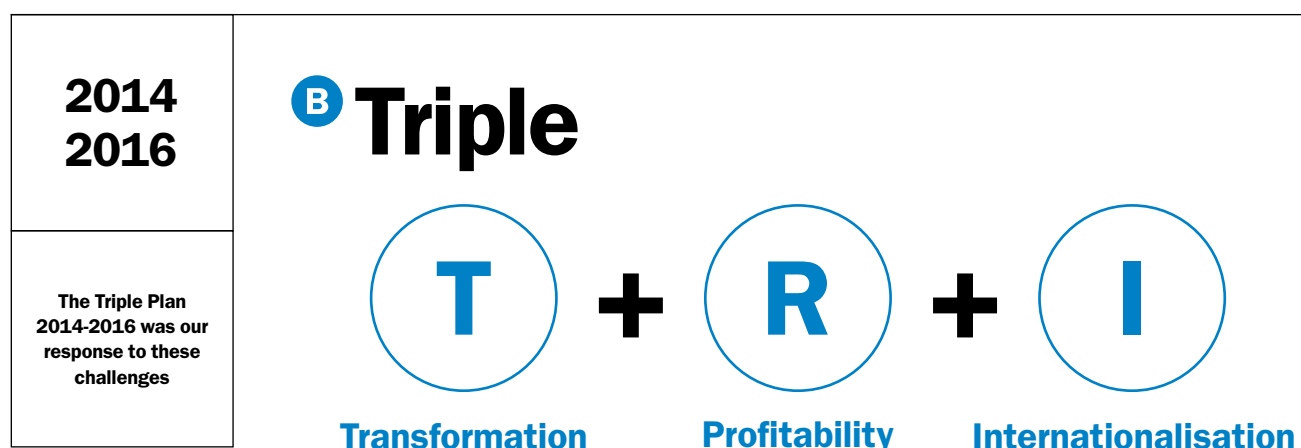 2014
2016
The Triple Plan
2014-2016 was our
response to these
challenges
B Triple
T + R + I
Transformation Profitability Internationalisation